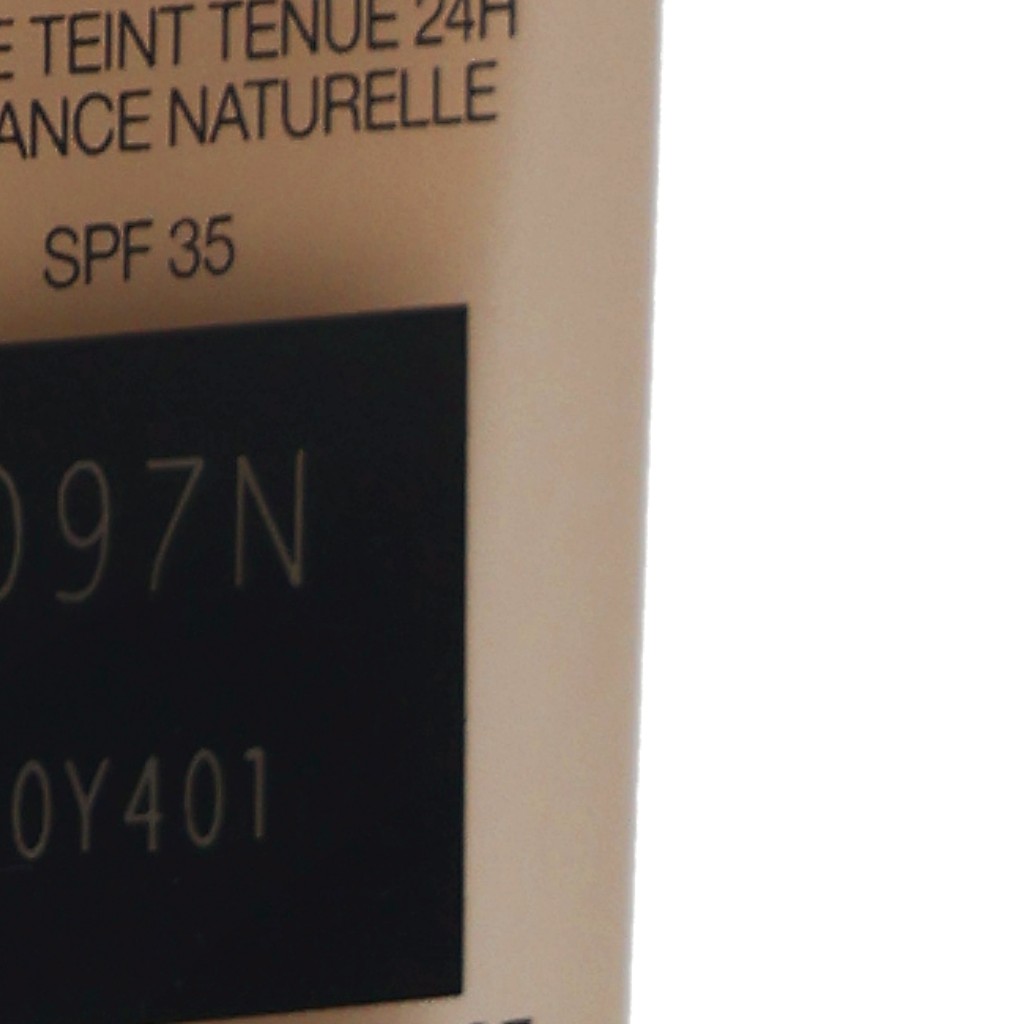 E TEINT TENUE 24H
ANCE NATURELLE
SPF 35
097N
0Y401